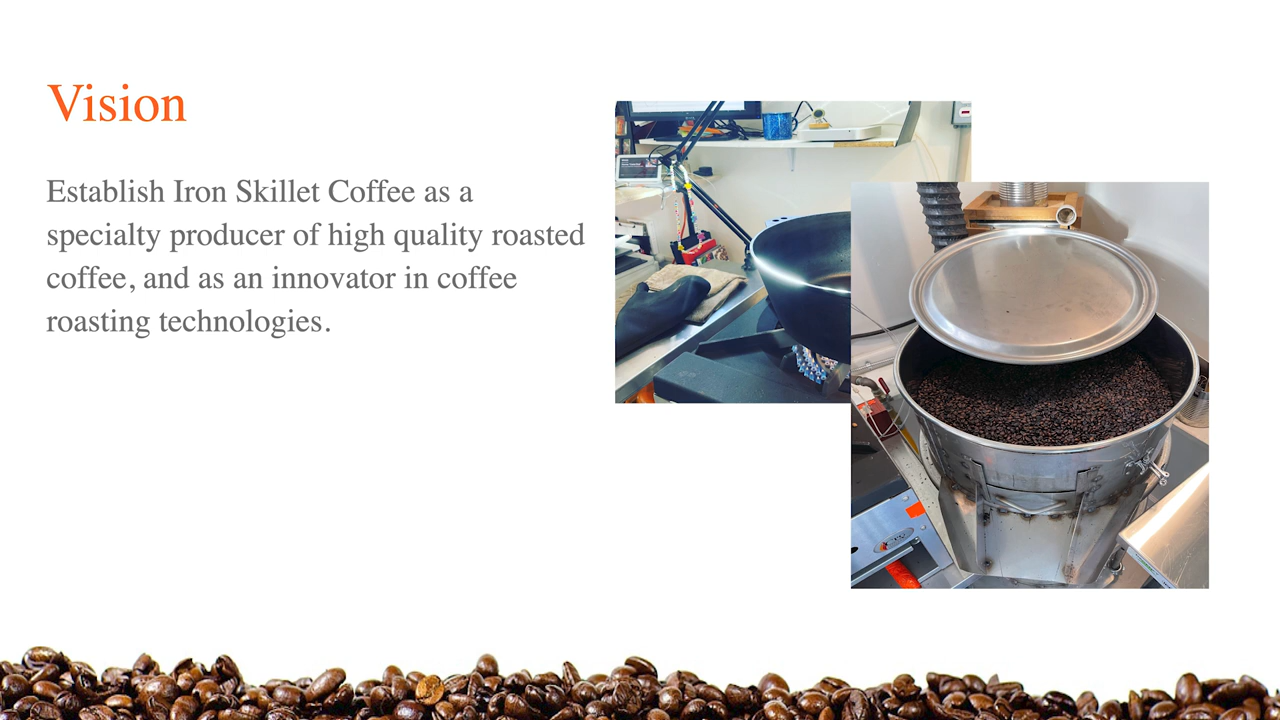 Vision
Establish Iron Skillet Coffee as a
specialty producer of high quality roasted
coffee, and as an innovator in coffee
roasting technologies.